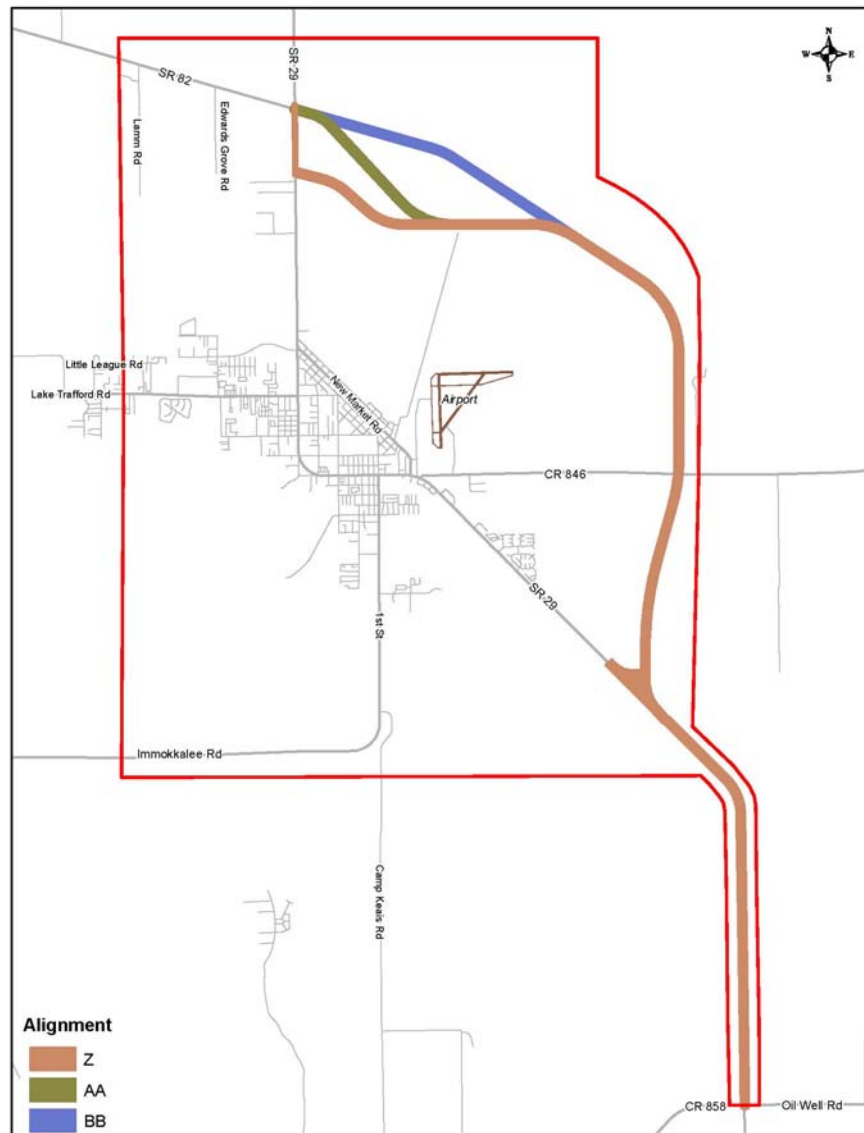 N
W E
S
SR 82
SR 29
Lamm Rd
Edwards Grove Rd
Little League Rd
Lake Trafford Rd
New Market Rd
Airport
CR 846
SR 29
1st St
Immokkalee Rd
Camp Keais Rd
Alignment
Z
AA
BB
CR 858
Oil Well Rd